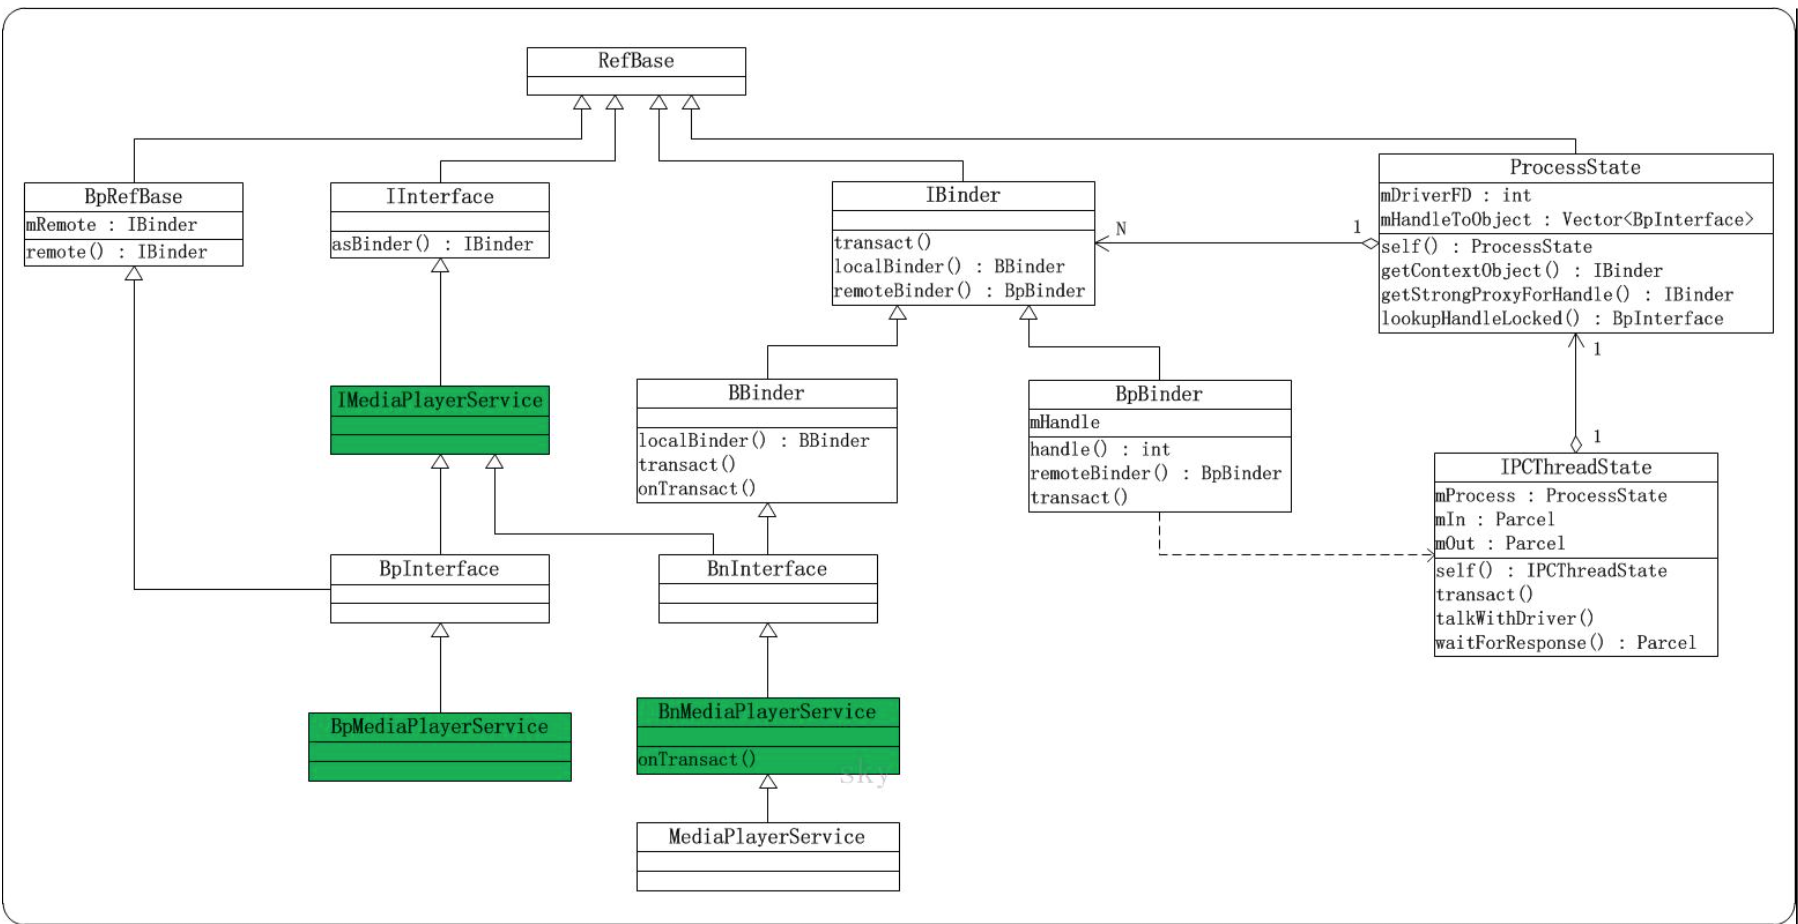 RefBase
BpRefBase
mRemote : IBinder
remote() : IBinder
IInterface
asBinder() : IBinder
IBinder
transact()
localBinder() : BBinder
remoteBinder() : BpBinder
N
1
ProcessState
mDriverFD : int
mHandleToObject : Vector<BpInterface>
self() : ProcessState
getContextObject() : IBinder
getStrongProxyForHandle() : IBinder
lookupHandleLocked() : BpInterface
1
1
IMediaPlayerService
BBinder
localBinder() : BBinder
transact()
onTransact()
BpBinder
mHandle
handle() : int
remoteBinder() : BpBinder
transact()
IPCThreadState
mProcess : ProcessState
mIn : Parcel
mOut : Parcel
self() : IPCThreadState
transact()
talkWithDriver()
waitForResponse() : Parcel
BpInterface
BnInterface
BpMediaPlayerService
BnMediaPlayerService
onTransact()
sky
MediaPlayerService